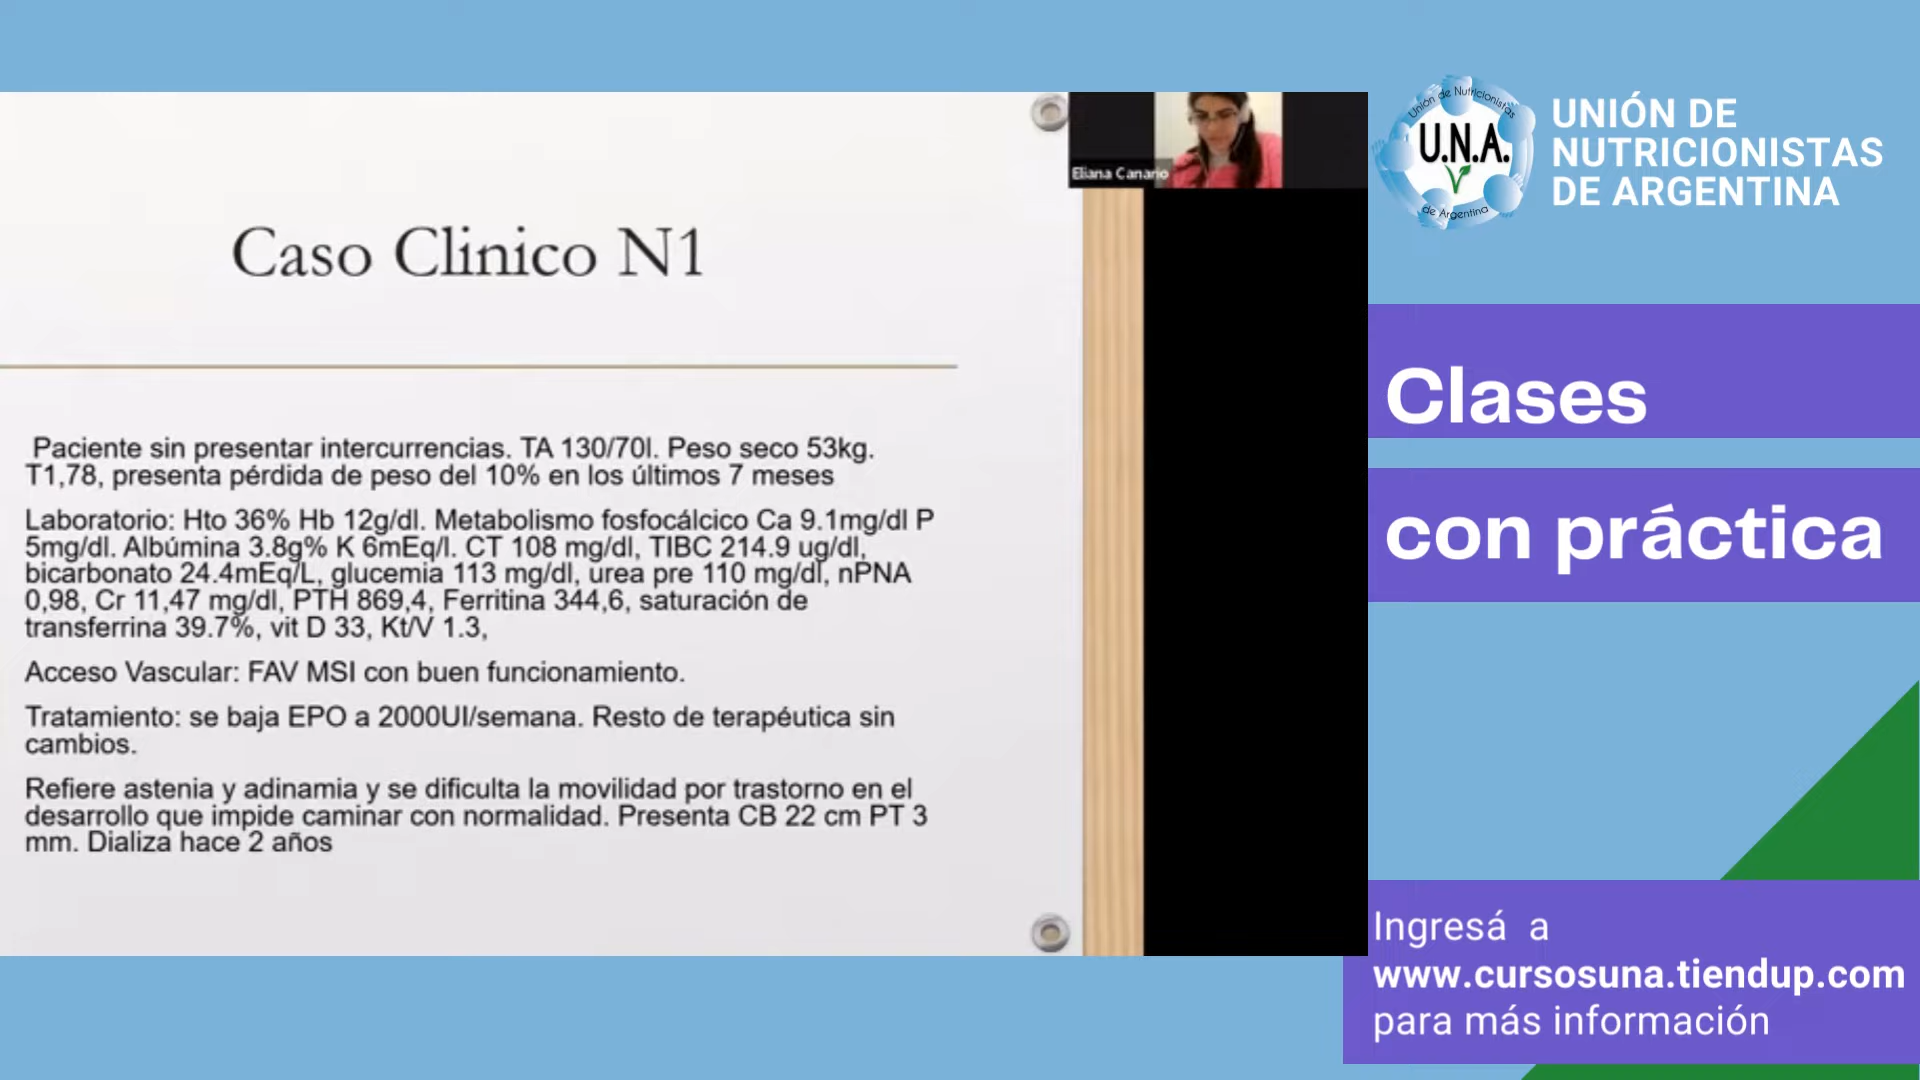 Caso Clinico N1
Paciente sin presentar intercurrencias. TA 130/70l. Peso seco 53kg.
T1,78, presenta pérdida de peso del 10% en los últimos 7 meses
Laboratorio: Hto 36% Hb 12g/dl. Metabolismo fosfocálcico Ca 9.1mg/dl P
5mg/dl. Albúmina 3.8g% K 6mEq/l. CT 108 mg/dl, TIBC 214.9 ug/dl,
bicarbonato 24.4mEq/L, glucemia 113 mg/dl, urea pre 110 mg/dl, nPNA
0,98, Cr 11,47 mg/dl, PTH 869,4, Ferritina 344,6, saturación de
transferrina 39.7%, vit D 33, Kt/V 1.3,
Acceso Vascular: FAV MSI con buen funcionamiento.
Tratamiento: se baja EPO a 2000UI/semana. Resto de terapéutica sin
cambios.
Refiere astenia y adinamia y se dificulta la movilidad por trastorno en el
desarrollo que impide caminar con normalidad. Presenta CB 22 cm PT 3
mm. Dializa hace 2 años
Eliana Canario
Unión de Nutricionistas
U.N.A.
de Argentina
UNIÓN DE
NUTRICIONISTAS
DE ARGENTINA
Clases
con práctica
Ingresá a
www.cursosuna.tiendup.com
para más información